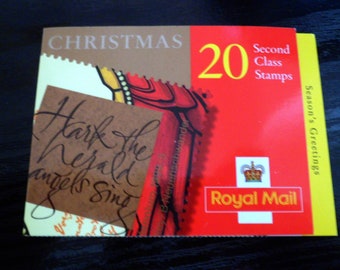 CHRISTMAS
20
Second
Class
Stamps
Season's Greetings
Hark the
herald
angels sing
Royal Mail